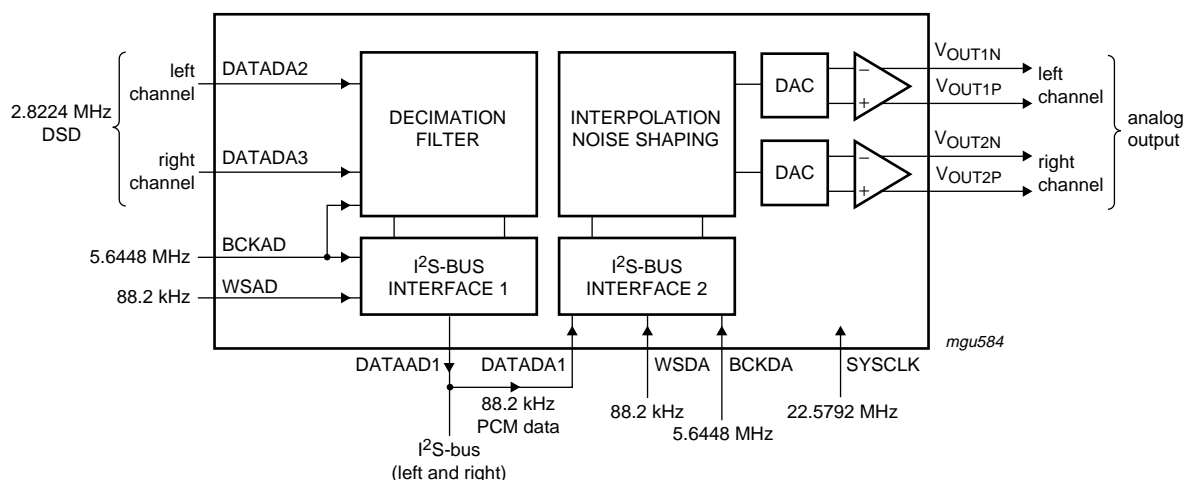 2.8224 MHz
DSD
left
channel
right
channel
DATADA2
DATADA3
5.6448 MHz
BCKAD
88.2 kHz
WSAD
DECIMATION
FILTER
I²S-BUS
INTERFACE 1
INTERPOLATION
NOISE SHAPING
I²S-BUS
INTERFACE 2
DAC
−
+
DAC
−
+
VOUT1N
VOUT1P
left
channel
VOUT2N
VOUT2P
right
channel
analog
output
mgu584
DATAAD1
DATADA1
WSDA
BCKDA
SYSCLK
88.2 kHz
PCM data
88.2 kHz
5.6448 MHz
22.5792 MHz
I²S-bus
(left and right)